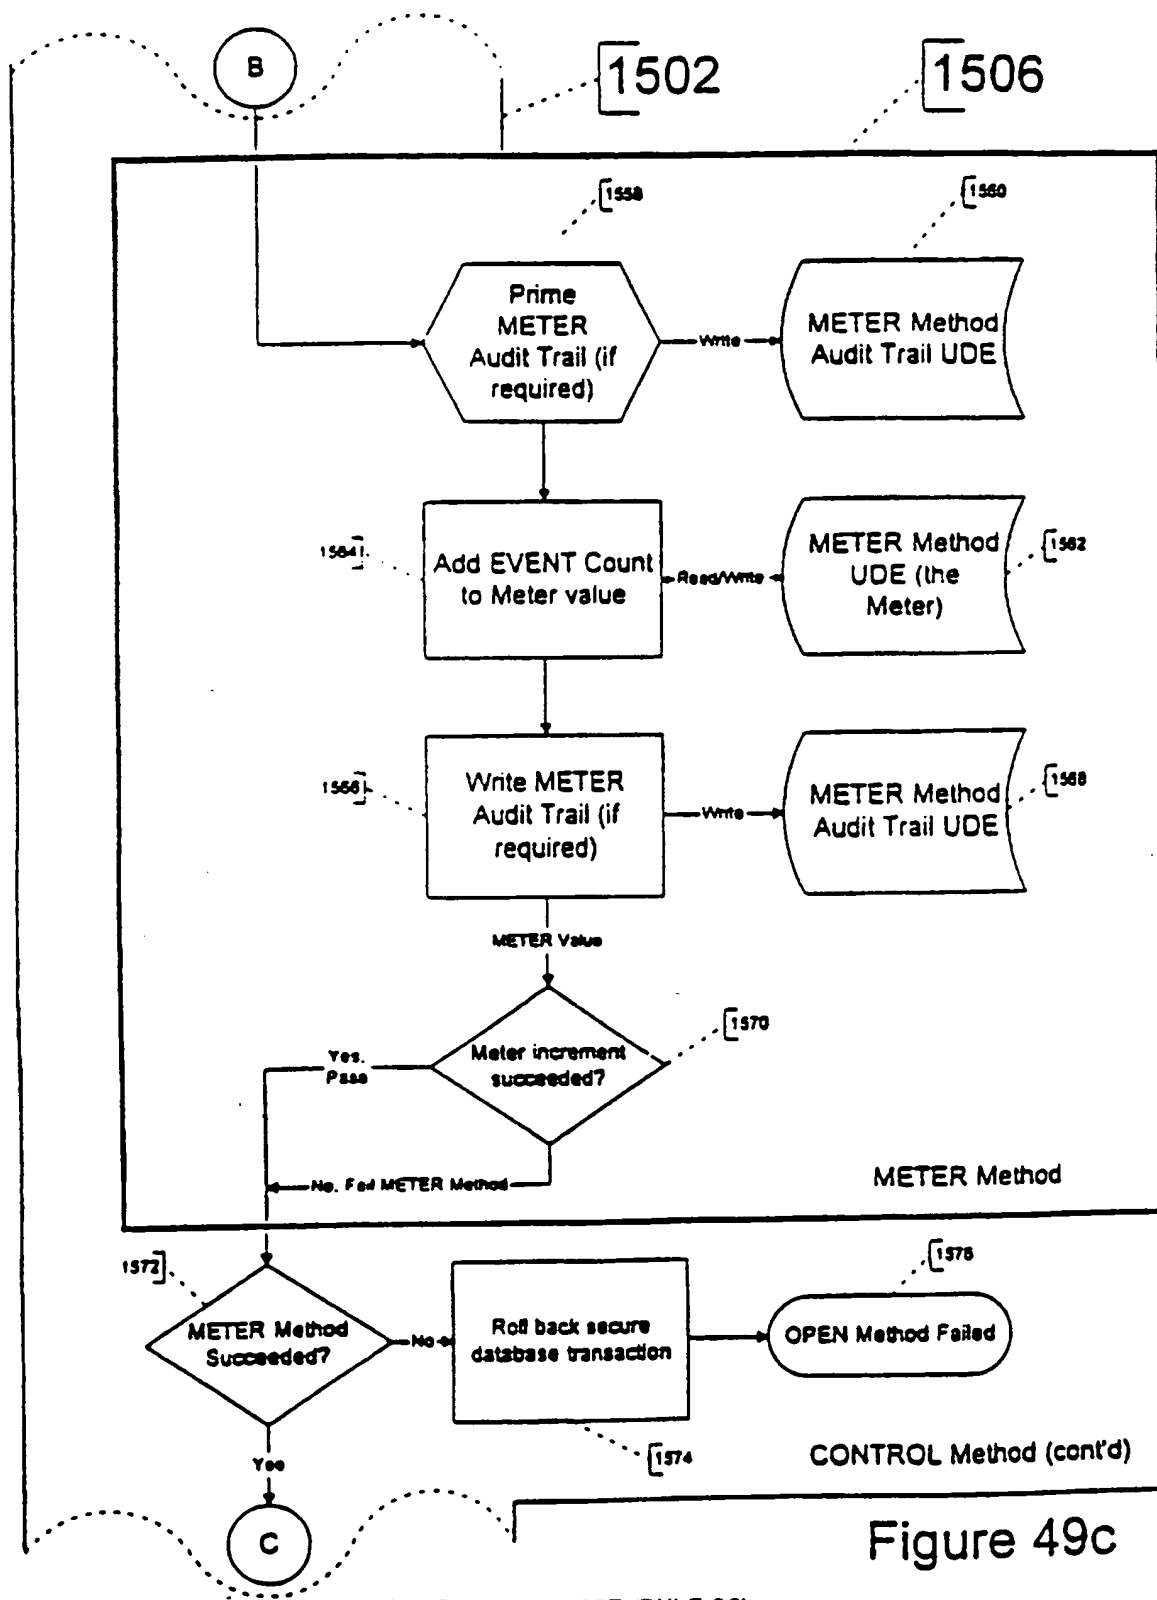 B
1502
1506
1558
1560
Prime
METER
Audit Trail (if
required)
Write
METER Method
Audit Trail UDE
1564
Add EVENT Count
to Meter value
Read/Write
METER Method
UDE (the
Meter)
1562
1566
Write METER
Audit Trail (if
required)
Write
METER Method
Audit Trail UDE
1568
METER Value
1570
Meter increment
succeeded?
Yes.
Pass
No. Fail METER Method
METER Method
1572
METER Method
Succeeded?
No
Roll back secure
database transaction
1576
OPEN Method Failed
1574
Yes
CONTROL Method (cont'd)
C
Figure 49c